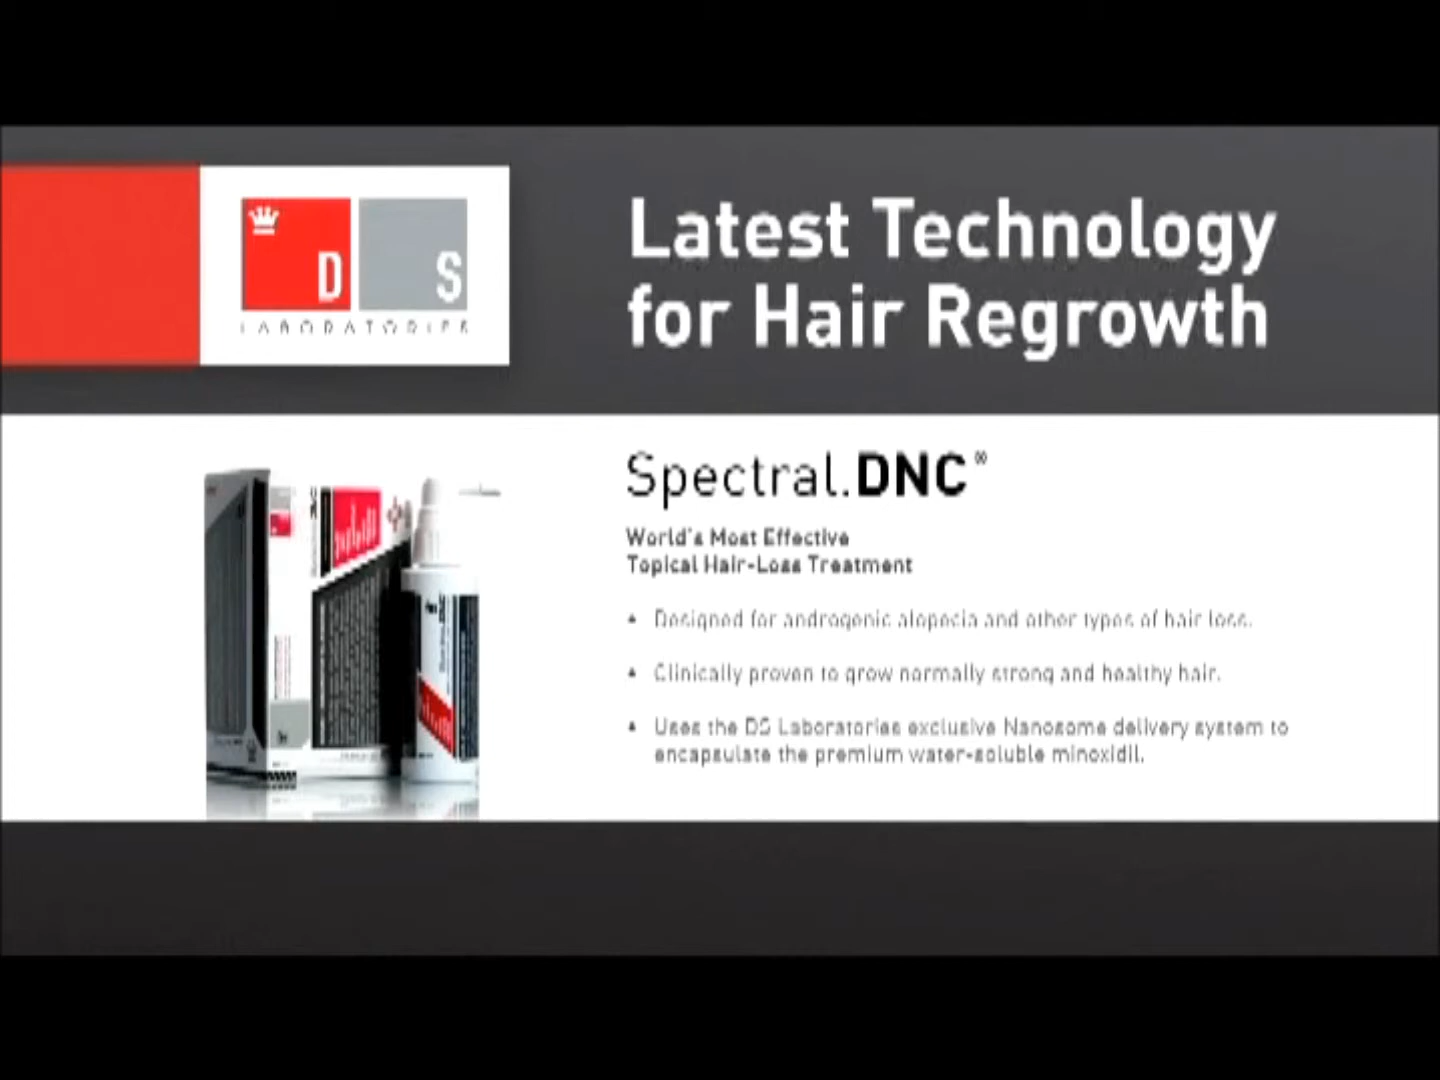 D S
LABORATORIES
Latest Technology
for Hair Regrowth
Spectral.DNC®
World's Most Effective
Topical Hair-Loss Treatment
• Designed for androgenic alopecia and other types of hair loss.
• Clinically proven to grow normally strong and healthy hair.
• Uses the DS Laboratories exclusive Nanosome delivery system to
encapsulate the premium water-soluble minoxidil.